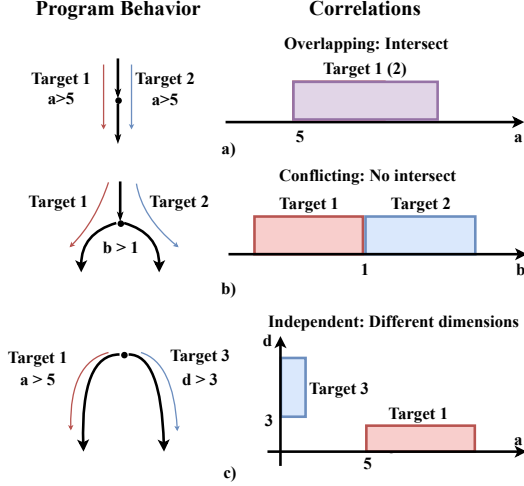 Program Behavior
Correlations
Overlapping: Intersect
Target 1
a>5
Target 2
a>5
Target 1 (2)
5
a
a)
Conflicting: No intersect
Target 1
Target 2
b > 1
Target 1
Target 2
1
b
b)
Independent: Different dimensions
Target 1
a > 5
Target 3
d > 3
d
Target 3
3
Target 1
5
a
c)